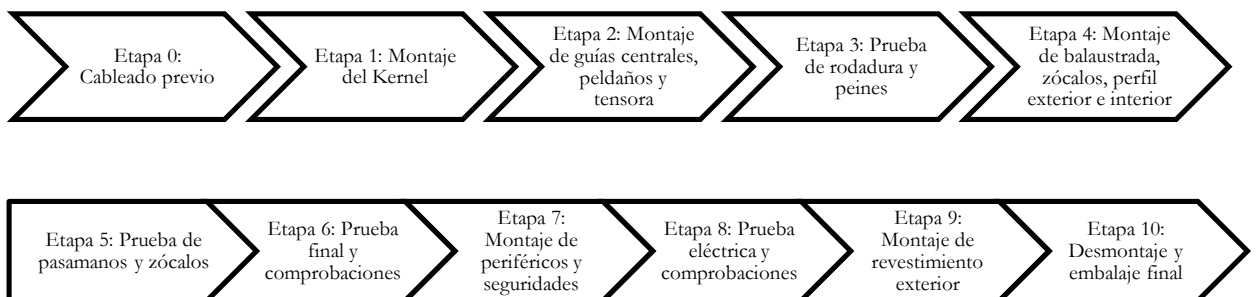 Etapa 0:
Cableado previo
Etapa 1: Montaje
del Kernel
Etapa 2: Montaje
de guías centrales,
peldaños y
tensora
Etapa 3: Prueba
de rodadura y
peines
Etapa 4: Montaje
de balaustrada,
zócalos, perfil
exterior e interior
Etapa 5: Prueba de
pasamanos y zócalos
Etapa 6: Prueba
final y
comprobaciones
Etapa 7:
Montaje de
periféricos y
seguridades
Etapa 8: Prueba
eléctrica y
comprobaciones
Etapa 9:
Montaje de
revestimiento
exterior
Etapa 10:
Desmontaje y
embalaje final